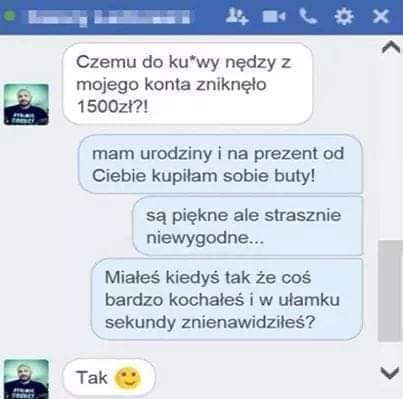 Czemu do ku*wy nędzy z
mojego konta zniknęło
1500zł?!
mam urodziny i na prezent od
Ciebie kupiłam sobie buty!
są piękne ale strasznie
niewygodne...
Miałeś kiedyś tak że coś
bardzo kochałeś i w ułamku
sekundy znienawidziłeś?
Tak 🙂